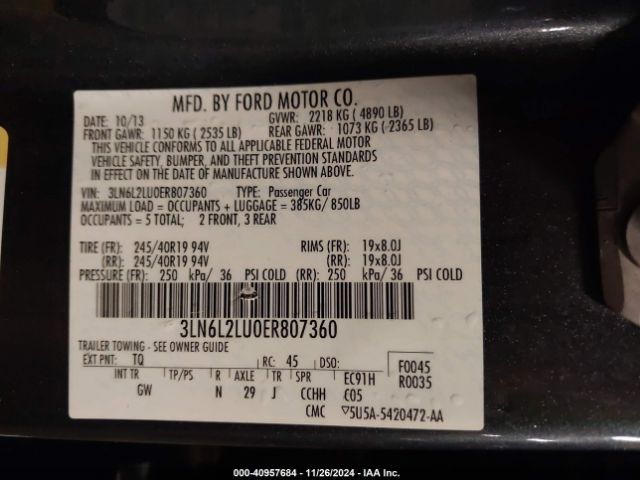 MFD. BY FORD MOTOR CO.
DATE: 10/13 GVWR: 2218 KG ( 4890 LB)
FRONT GAWR: 1150 KG ( 2535 LB) REAR GAWR: 1073 KG ( 2365 LB)
THIS VEHICLE CONFORMS TO ALL APPLICABLE FEDERAL MOTOR
VEHICLE SAFETY, BUMPER, AND THEFT PREVENTION STANDARDS
IN EFFECT ON THE DATE OF MANUFACTURE SHOWN ABOVE.
VIN: 3LN6L2LU0ER807360 TYPE: Passenger Car
MAXIMUM LOAD = OCCUPANTS + LUGGAGE = 385KG/ 850LB
OCCUPANTS = 5 TOTAL; 2 FRONT, 3 REAR
TIRE (FR): 245/40R19 94V RIMS (FR): 19x8.0J
(RR): 245/40R19 94V (RR): 19x8.0J
PRESSURE (FR): 250 kPa/ 36 PSI COLD (RR): 250 kPa/ 36 PSI COLD
3LN6L2LU0ER807360
TRAILER TOWING - SEE OWNER GUIDE
EXT PNT: TQ RC: 45 DSO: F0045
INT TR TP/PS R AXLE TR SPR EC91H R0035
GW N 29 J CCHH C05
CMC ▽5U5A-5420472-AA
000-40957684 - 11/26/2024 - IAA Inc.